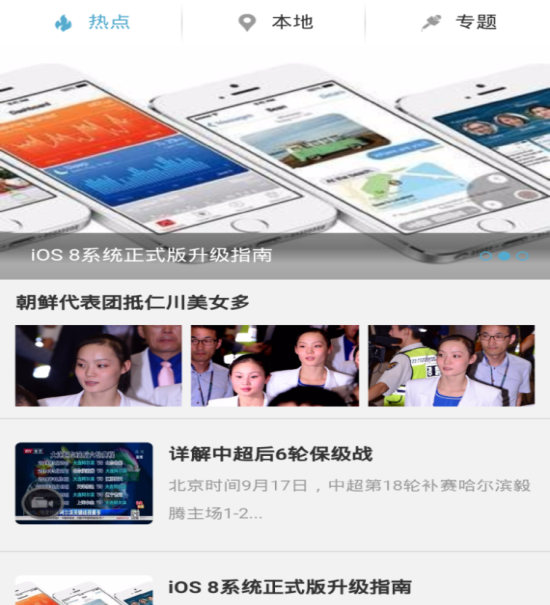 热点
本地
专题
Dashboard
Messages
Sean
iOS 8系统正式版升级指南
朝鲜代表团抵仁川美女多
详解中超后6轮保级战
北京时间9月17日，中超第18轮补赛哈尔滨毅
腾主场1-2...
iOS 8系统正式版升级指南